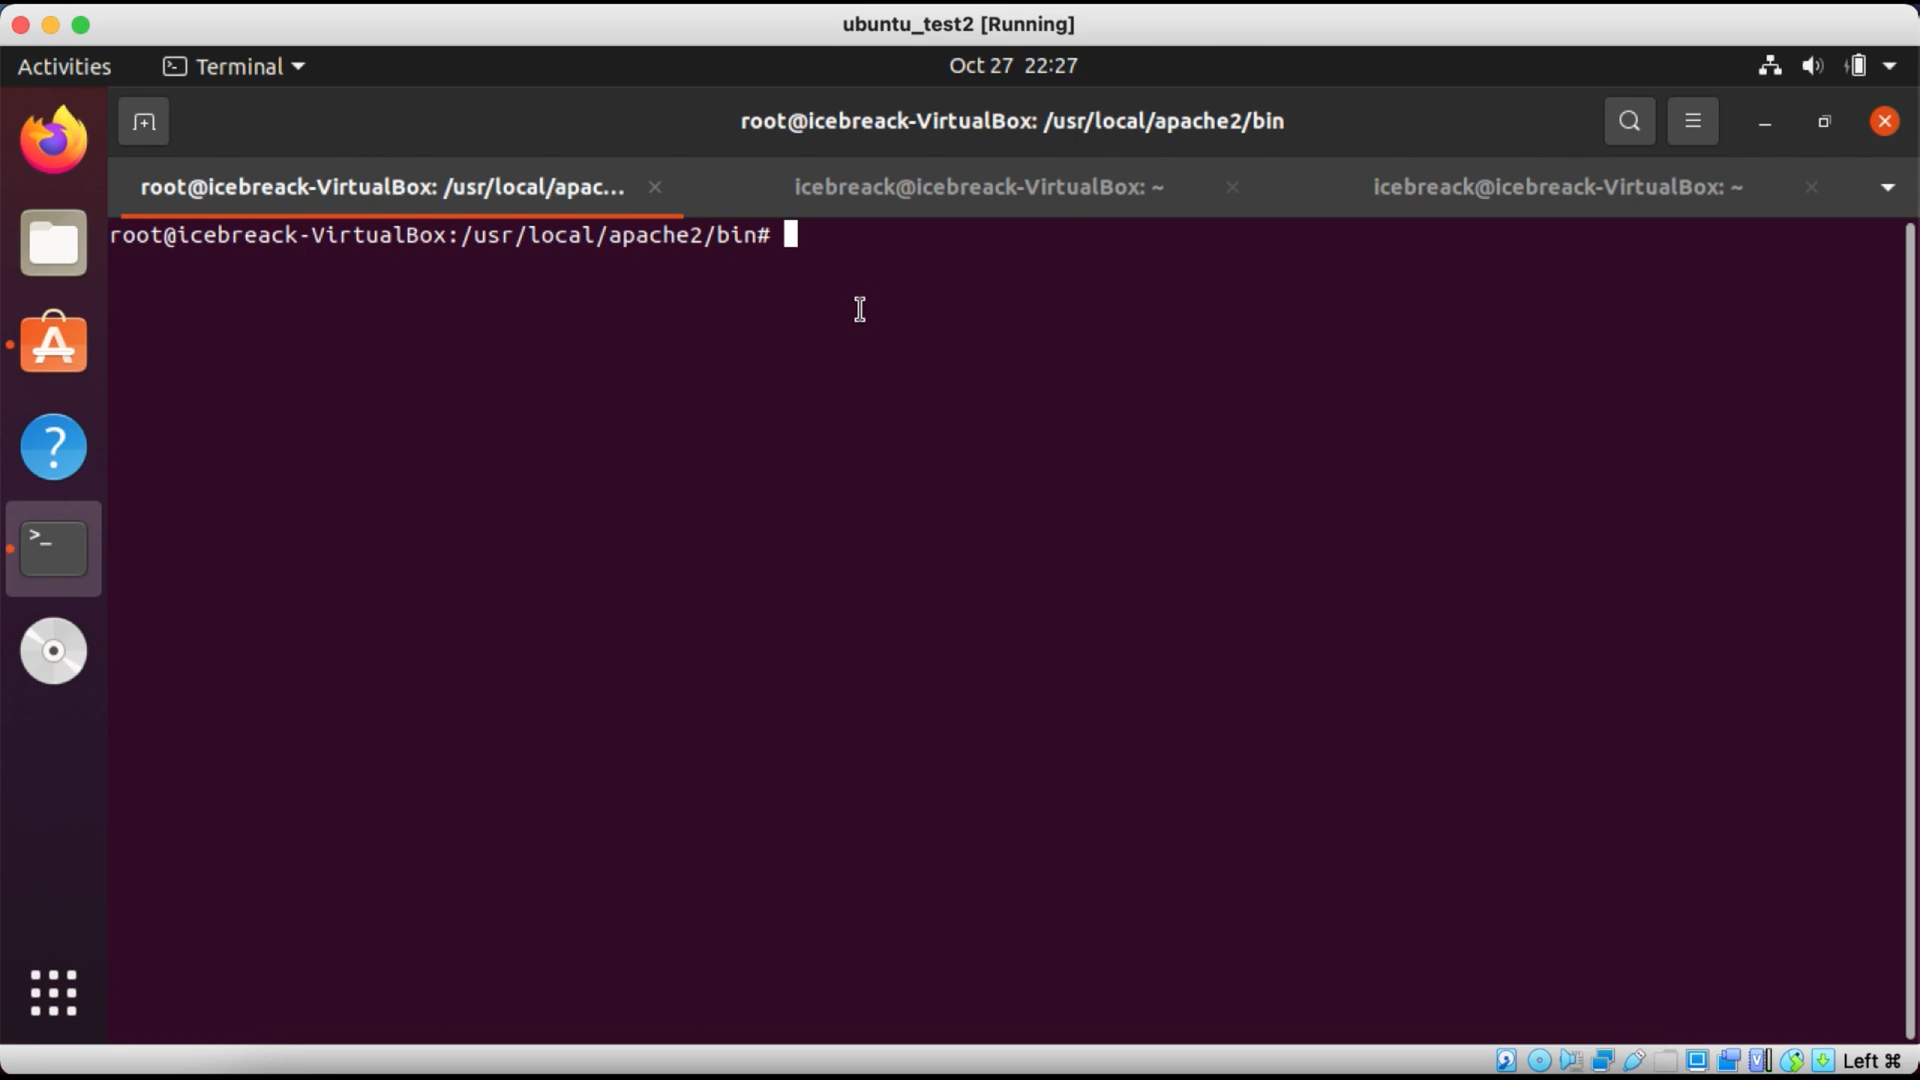 ubuntu_test2 [Running]
Activities
Terminal
Oct 27 22:27
root@icebreack-VirtualBox: /usr/local/apache2/bin
root@icebreack-VirtualBox: /usr/local/apac...
icebreack@icebreack-VirtualBox: ~
icebreack@icebreack-VirtualBox: ~
root@icebreack-VirtualBox:/usr/local/apache2/bin#
Left ⌘